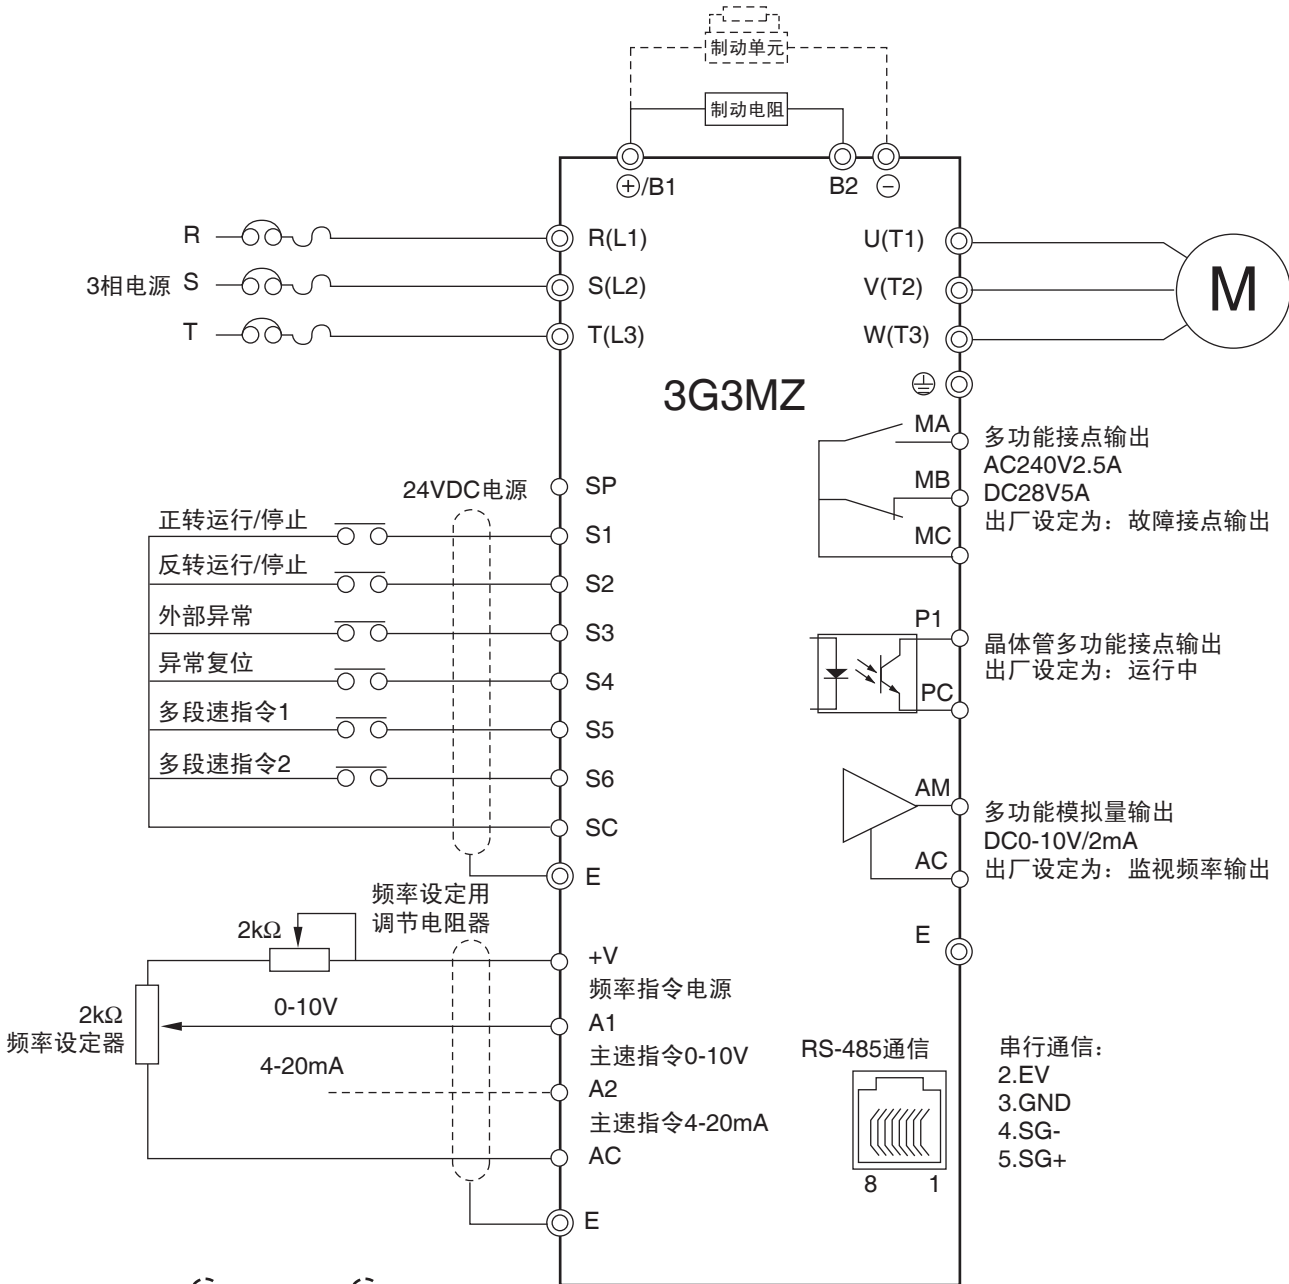 制动单元
制动电阻
⊕/B1
B2 ⊖
R
3相电源 S
T
R(L1)
S(L2)
T(L3)
U(T1)
V(T2)
W(T3)
M
3G3MZ
MA
MB
MC
多功能接点输出
AC240V2.5A
DC28V5A
出厂设定为：故障接点输出
24VDC电源
SP
正转运行/停止
S1
反转运行/停止
S2
外部异常
S3
异常复位
S4
多段速指令1
S5
多段速指令2
S6
SC
E
P1
PC
晶体管多功能接点输出
出厂设定为：运行中
AM
AC
多功能模拟量输出
DC0-10V/2mA
出厂设定为：监视频率输出
E
频率设定用
调节电阻器
2kΩ
+V
频率指令电源
2kΩ
频率设定器
0-10V
A1
主速指令0-10V
4-20mA
A2
主速指令4-20mA
AC
E
RS-485通信
8 1
串行通信：
2.EV
3.GND
4.SG-
5.SG+